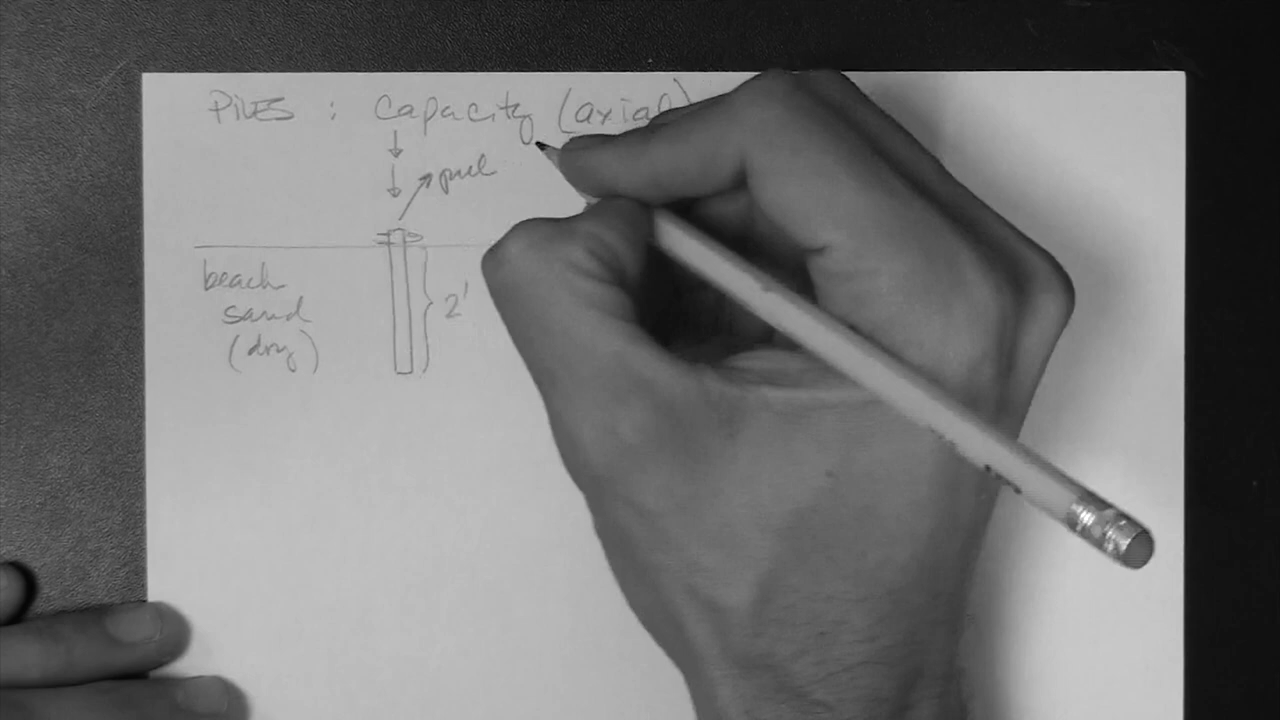 PILES : Capacity (axial)
pull
beach
sand
(dry)
2'